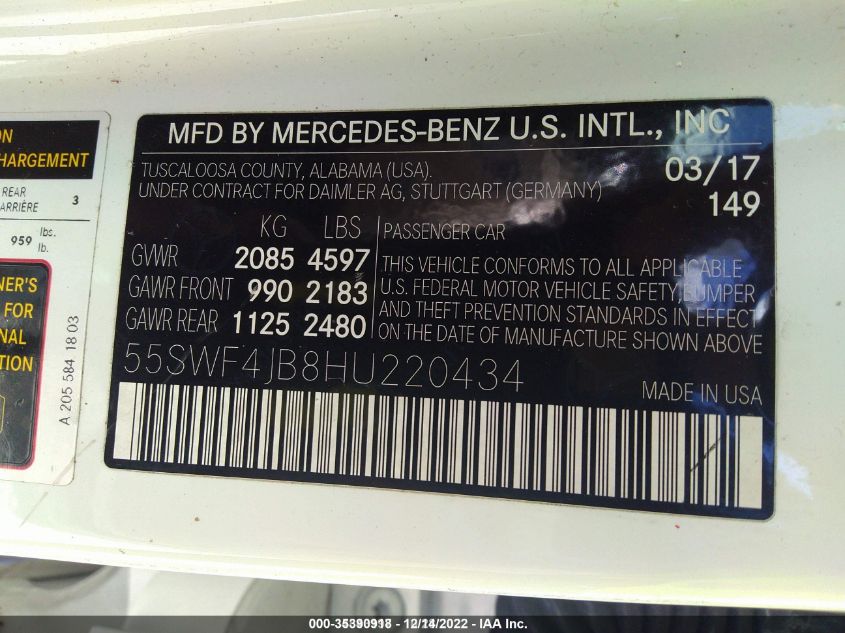 ON
CHARGEMENT
REAR
ARRIÈRE 3
959 lbs.
lb.
NER'S
FOR
NAL
TION
A 205 584 18 03
MFD BY MERCEDES-BENZ U.S. INTL., INC
TUSCALOOSA COUNTY, ALABAMA (USA). 03/17
UNDER CONTRACT FOR DAIMLER AG, STUTTGART (GERMANY) 149
KG LBS
GVWR 2085 4597
GAWR FRONT 990 2183
GAWR REAR 1125 2480
PASSENGER CAR
THIS VEHICLE CONFORMS TO ALL APPLICABLE
U.S. FEDERAL MOTOR VEHICLE SAFETY,BUMPER
AND THEFT PREVENTION STANDARDS IN EFFECT
ON THE DATE OF MANUFACTURE SHOWN ABOVE
55SWF4JB8HU220434
MADE IN USA
000-35390918 - 12/14/2022 - IAA Inc.